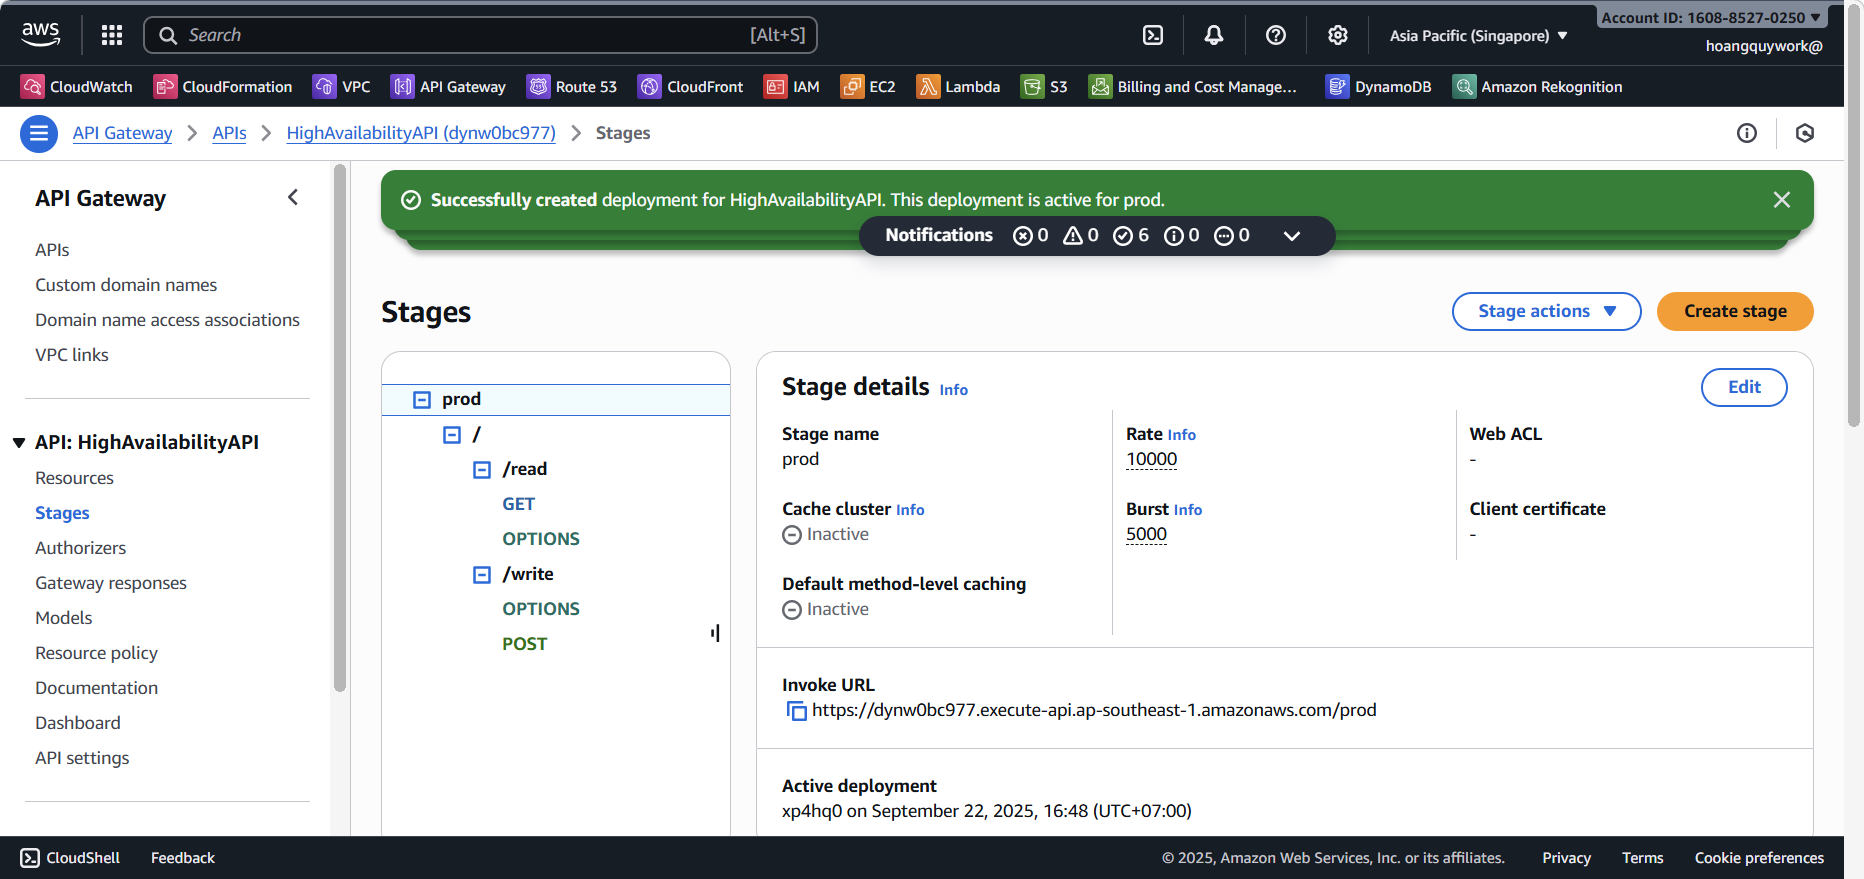 aws
Search [Alt+S]
Asia Pacific (Singapore)
Account ID: 1608-8527-0250
hoangquywork@
CloudWatch CloudFormation VPC API Gateway Route 53 CloudFront IAM EC2 Lambda S3 Billing and Cost Manage... DynamoDB Amazon Rekognition
API Gateway APIs HighAvailabilityAPI (dynw0bc977) Stages
API Gateway
APIs
Custom domain names
Domain name access associations
VPC links
API: HighAvailabilityAPI
Resources
Stages
Authorizers
Gateway responses
Models
Resource policy
Documentation
Dashboard
API settings
Successfully created deployment for HighAvailabilityAPI. This deployment is active for prod.
Notifications 0 0 6 0 0
Stages
Stage actions
Create stage
prod
/
/read
GET
OPTIONS
/write
OPTIONS
POST
Stage details Info
Edit
Stage name
prod
Cache cluster Info
Inactive
Default method-level caching
Inactive
Rate Info
10000
Burst Info
5000
Web ACL
-
Client certificate
-
Invoke URL
https://dynw0bc977.execute-api.ap-southeast-1.amazonaws.com/prod
Active deployment
xp4hq0 on September 22, 2025, 16:48 (UTC+07:00)
CloudShell Feedback © 2025, Amazon Web Services, Inc. or its affiliates. Privacy Terms Cookie preferences